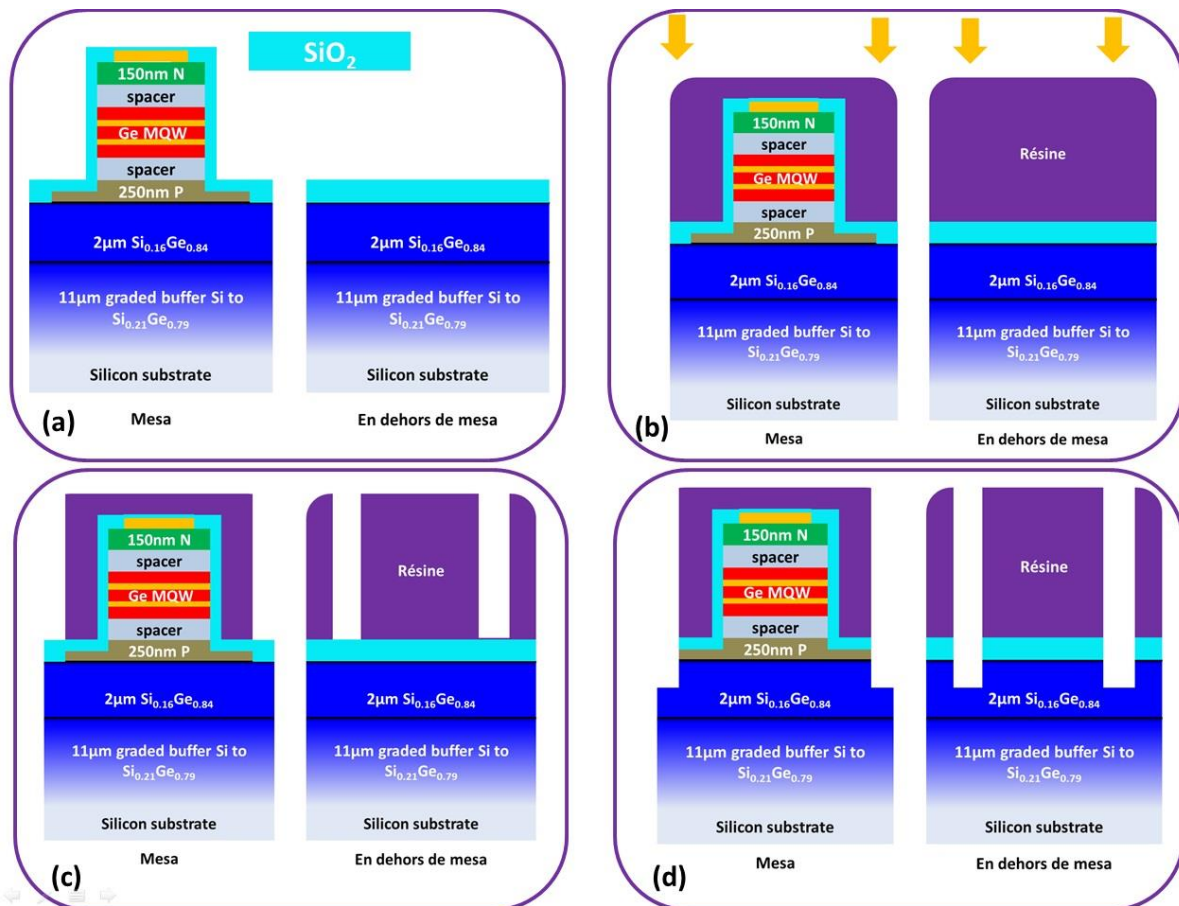 SiO₂
150nm N
spacer
Ge MQW
spacer
250nm P
2µm Si₀.₁₆Ge₀.₈₄
11µm graded buffer Si to
Si₀.₂₁Ge₀.₇₉
Silicon substrate
Mesa
2µm Si₀.₁₆Ge₀.₈₄
11µm graded buffer Si to
Si₀.₂₁Ge₀.₇₉
Silicon substrate
En dehors de mesa
(a)
150nm N
spacer
Ge MQW
spacer
250nm P
2µm Si₀.₁₆Ge₀.₈₄
11µm graded buffer Si to
Si₀.₂₁Ge₀.₇₉
Silicon substrate
Mesa
Résine
2µm Si₀.₁₆Ge₀.₈₄
11µm graded buffer Si to
Si₀.₂₁Ge₀.₇₉
Silicon substrate
En dehors de mesa
(b)
150nm N
spacer
Ge MQW
spacer
250nm P
2µm Si₀.₁₆Ge₀.₈₄
11µm graded buffer Si to
Si₀.₂₁Ge₀.₇₉
Silicon substrate
Mesa
Résine
2µm Si₀.₁₆Ge₀.₈₄
11µm graded buffer Si to
Si₀.₂₁Ge₀.₇₉
Silicon substrate
En dehors de mesa
(c)
150nm N
spacer
Ge MQW
spacer
250nm P
2µm Si₀.₁₆Ge₀.₈₄
11µm graded buffer Si to
Si₀.₂₁Ge₀.₇₉
Silicon substrate
Mesa
Résine
2µm Si₀.₁₆Ge₀.₈₄
11µm graded buffer Si to
Si₀.₂₁Ge₀.₇₉
Silicon substrate
En dehors de mesa
(d)